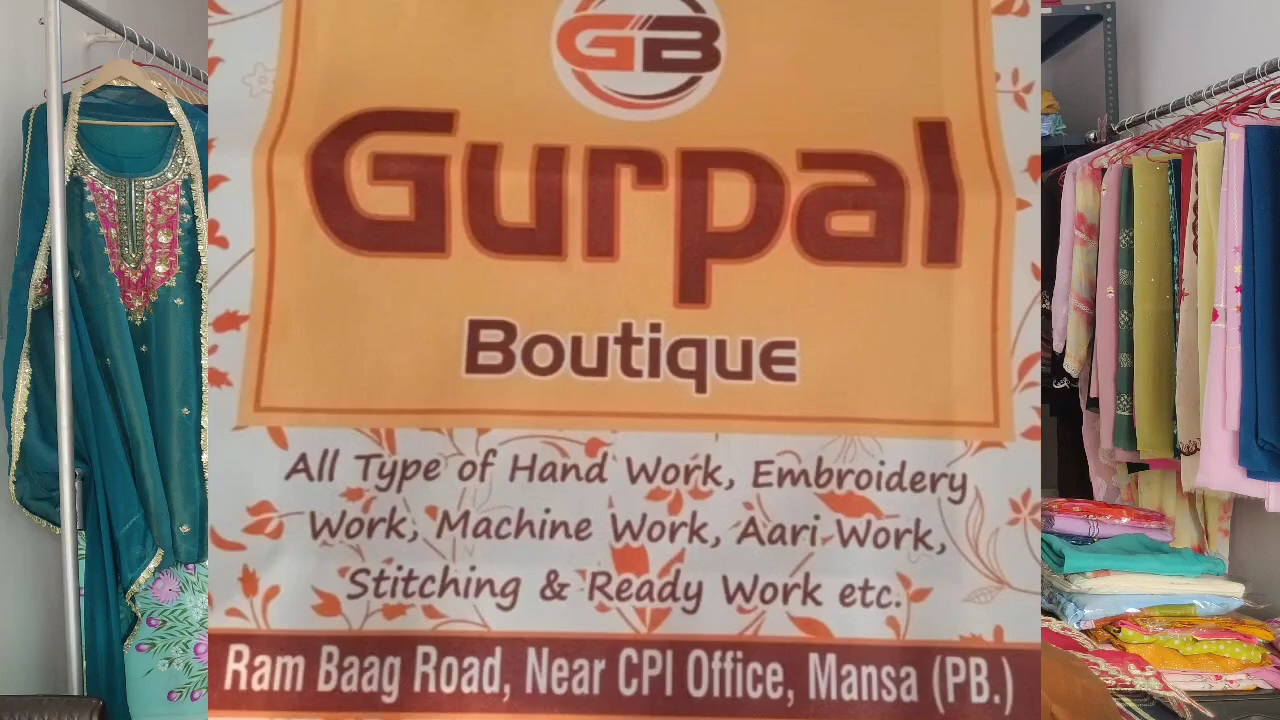 GB
Gurpal
Boutique
All Type of Hand Work, Embroidery
Work, Machine Work, Aari Work,
Stitching & Ready Work etc.
Ram Baag Road, Near CPI Office, Mansa (PB.)